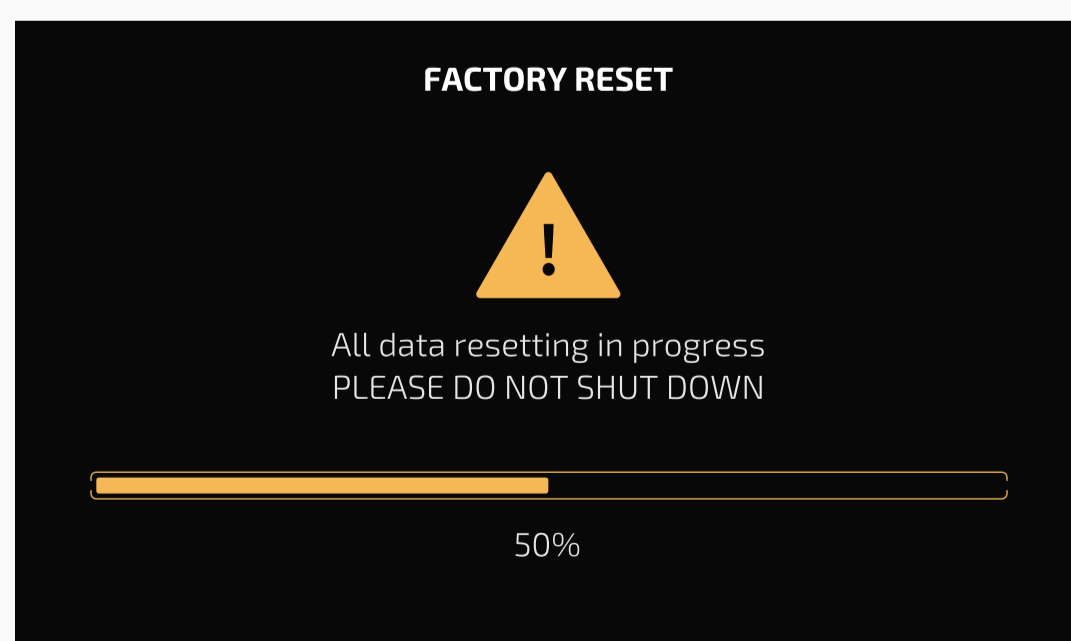 FACTORY RESET
!
All data resetting in progress
PLEASE DO NOT SHUT DOWN
50%